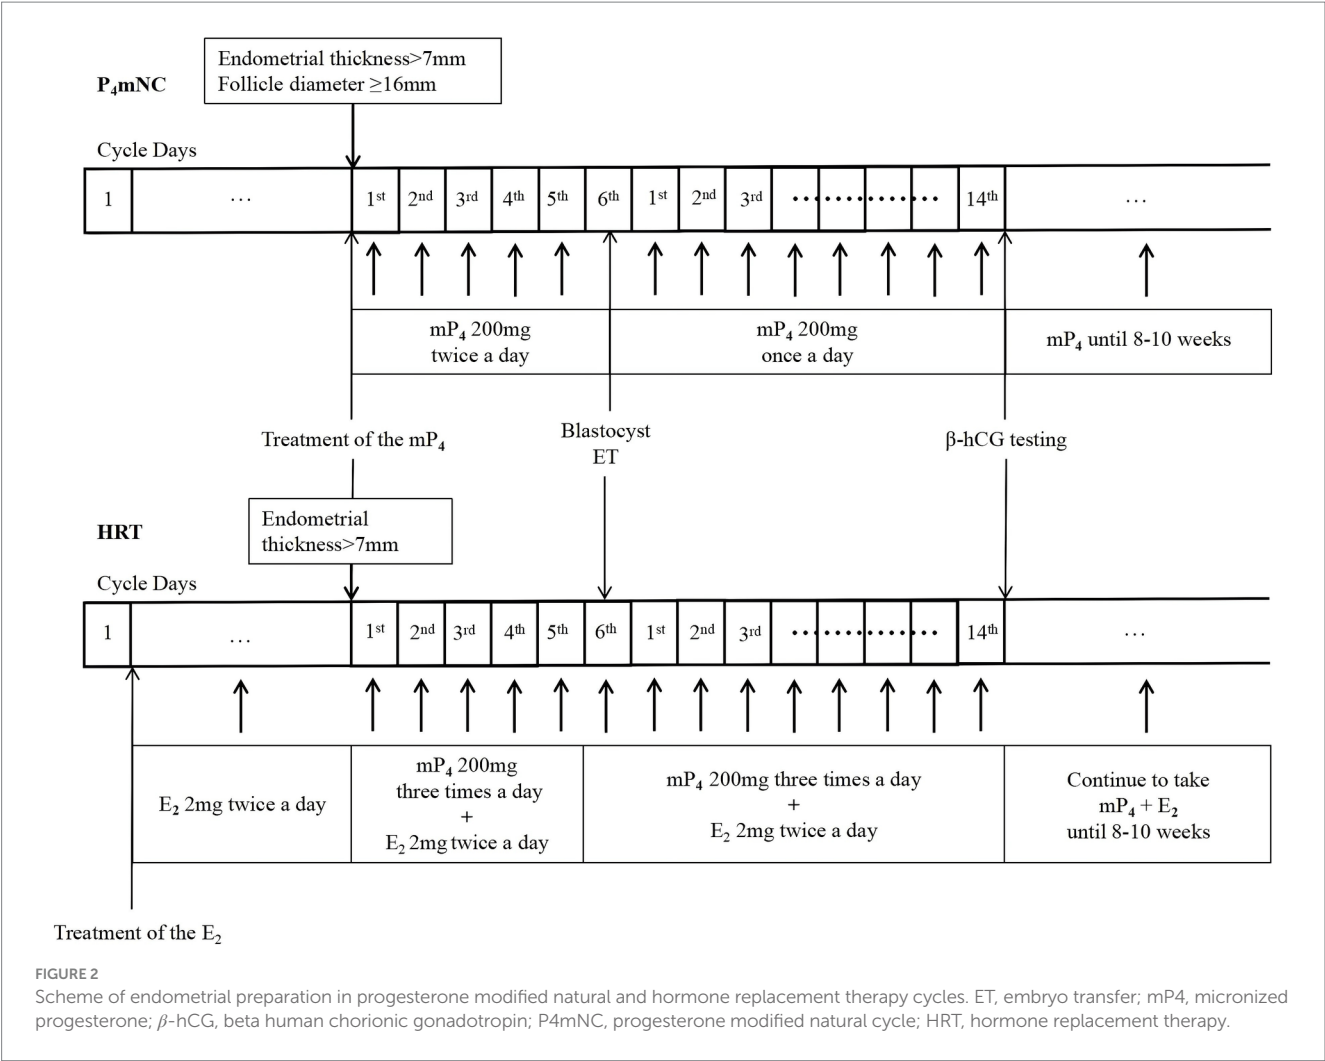 Endometrial thickness>7mm
Follicle diameter ≥16mm
P₄mNC
Cycle Days
1 ... 1st 2nd 3rd 4th 5th 6th 1st 2nd 3rd .............. 14th ...
mP₄ 200mg
twice a day
mP₄ 200mg
once a day
mP₄ until 8-10 weeks
Treatment of the mP₄
Blastocyst
ET
β-hCG testing
Endometrial
thickness>7mm
HRT
Cycle Days
1 ... 1st 2nd 3rd 4th 5th 6th 1st 2nd 3rd .............. 14th ...
E₂ 2mg twice a day
mP₄ 200mg
three times a day
+
E₂ 2mg twice a day
mP₄ 200mg three times a day
+
E₂ 2mg twice a day
Continue to take
mP₄ + E₂
until 8-10 weeks
Treatment of the E₂
FIGURE 2
Scheme of endometrial preparation in progesterone modified natural and hormone replacement therapy cycles. ET, embryo transfer; mP4, micronized
progesterone; β-hCG, beta human chorionic gonadotropin; P4mNC, progesterone modified natural cycle; HRT, hormone replacement therapy.